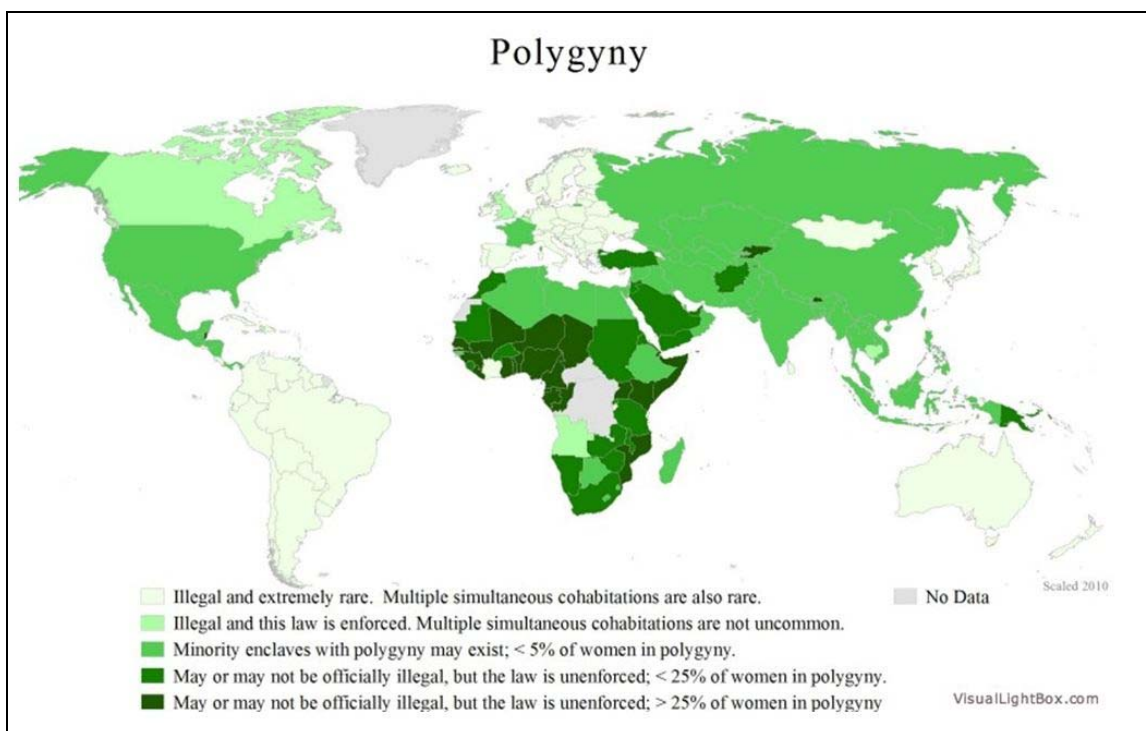 Polygyny
Scaled 2010
Illegal and extremely rare. Multiple simultaneous cohabitations are also rare.
No Data
Illegal and this law is enforced. Multiple simultaneous cohabitations are not uncommon.
Minority enclaves with polygyny may exist; < 5% of women in polygyny.
May or may not be officially illegal, but the law is unenforced; < 25% of women in polygyny.
May or may not be officially illegal, but the law is unenforced; > 25% of women in polygyny
VisualLightBox.com